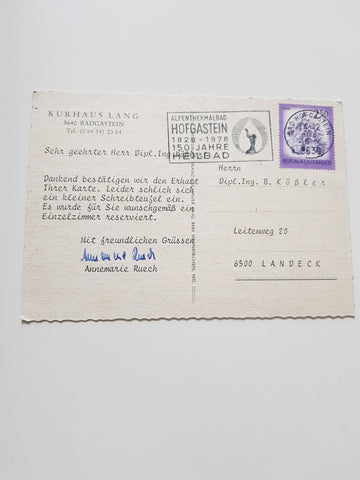 KURHAUS LANG
5640 BADGASTEIN
Tel. (0 64 34) 23 84
ALPENTHERMALBAD
HOFGASTEIN
1828 - 1978
150 JAHRE
HEILBAD
REPUBLIK ÖSTERREICH
Sehr geehrter Herr Dipl.Ing.
Dankend bestätigen wir den Erhalt
Ihrer Karte. Leider schlich sich
ein kleiner Schreibteufel ein.
Es wurde für Sie wunschgemäß ein
Einzelzimmer reserviert.
Mit freundlichen Grüssen
Annemarie Ruech
Annemarie Ruech
Herrn
Dipl.Ing. B. Kößler
Leitenweg 20
6500 LANDECK